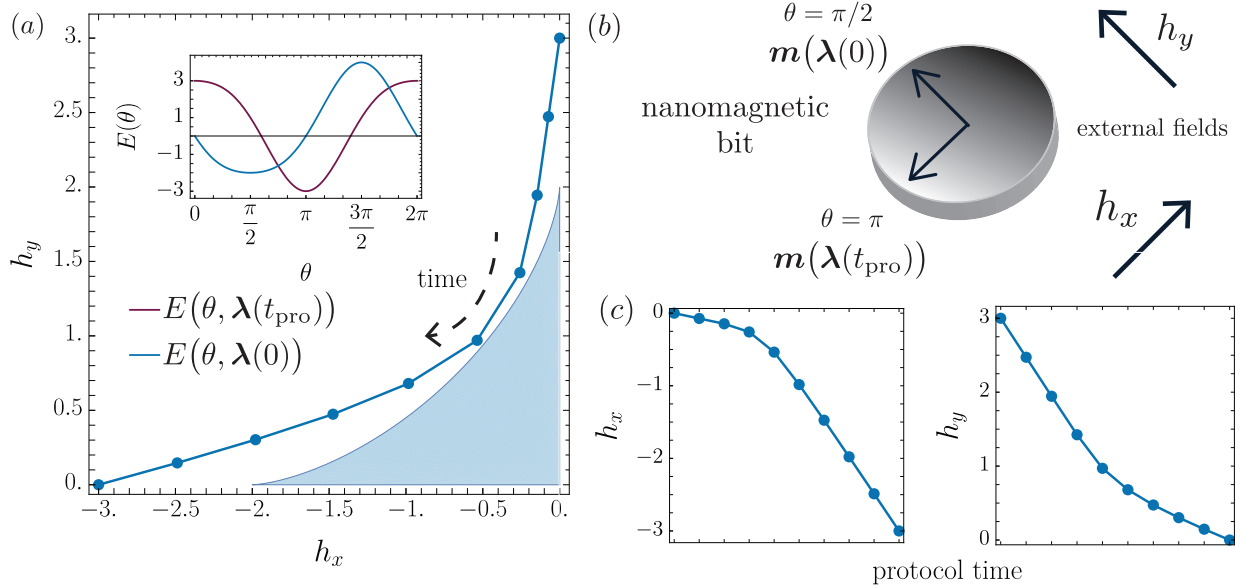 (a)
3.
2.5
2.
1.5
1.
0.5
0.
h_y
−3.
−2.5
−2.
−1.5
−1.
−0.5
0.
h_x
E(θ)
3
1
−1
−3
0
π/2
π
3π/2
2π
θ
time
E(θ, λ(t_pro))
E(θ, λ(0))
(b)
θ = π/2
m(λ(0))
nanomagnetic
bit
θ = π
m(λ(t_pro))
h_y
external fields
h_x
(c)
0
−1
−2
−3
h_x
3
2
1
0
h_y
protocol time